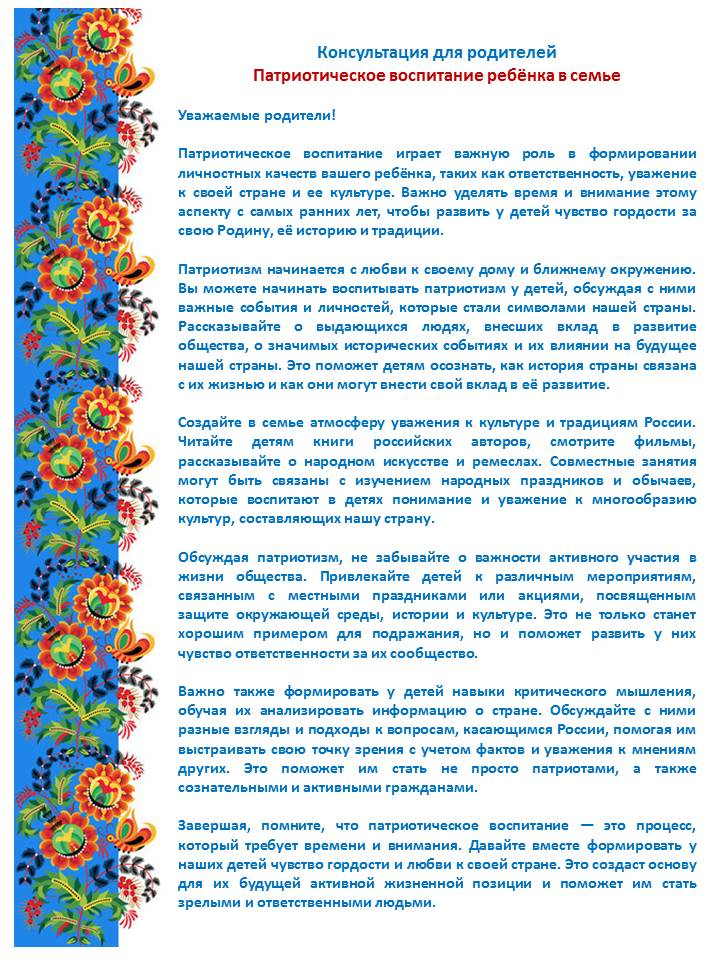 Консультация для родителей
Патриотическое воспитание ребёнка в семье
Уважаемые родители!
Патриотическое воспитание играет важную роль в формировании
личностных качеств вашего ребёнка, таких как ответственность, уважение
к своей стране и ее культуре. Важно уделять время и внимание этому
аспекту с самых ранних лет, чтобы развить у детей чувство гордости за
свою Родину, её историю и традиции.
Патриотизм начинается с любви к своему дому и ближнему окружению.
Вы можете начинать воспитывать патриотизм у детей, обсуждая с ними
важные события и личностей, которые стали символами нашей страны.
Рассказывайте о выдающихся людях, внесших вклад в развитие
общества, о значимых исторических событиях и их влиянии на будущее
нашей страны. Это поможет детям осознать, как история страны связана
с их жизнью и как они могут внести свой вклад в её развитие.
Создайте в семье атмосферу уважения к культуре и традициям России.
Читайте детям книги российских авторов, смотрите фильмы,
рассказывайте о народном искусстве и ремеслах. Совместные занятия
могут быть связаны с изучением народных праздников и обычаев,
которые воспитают в детях понимание и уважение к многообразию
культур, составляющих нашу страну.
Обсуждая патриотизм, не забывайте о важности активного участия в
жизни общества. Привлекайте детей к различным мероприятиям,
связанным с местными праздниками или акциями, посвященным
защите окружающей среды, истории и культуре. Это не только станет
хорошим примером для подражания, но и поможет развить у них
чувство ответственности за их сообщество.
Важно также формировать у детей навыки критического мышления,
обучая их анализировать информацию о стране. Обсуждайте с ними
разные взгляды и подходы к вопросам, касающимся России, помогая им
выстраивать свою точку зрения с учетом фактов и уважения к мнениям
других. Это поможет им стать не просто патриотами, а также
сознательными и активными гражданами.
Завершая, помните, что патриотическое воспитание — это процесс,
который требует времени и внимания. Давайте вместе формировать у
наших детей чувство гордости и любви к своей стране. Это создаст основу
для их будущей активной жизненной позиции и поможет им стать
зрелыми и ответственными людьми.